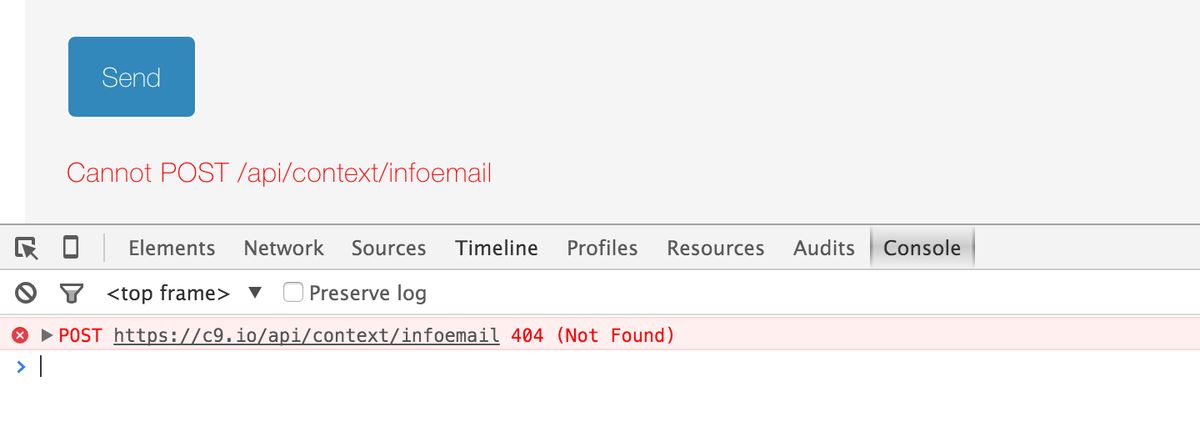 Send
Cannot POST /api/context/infoemail
Elements Network Sources Timeline Profiles Resources Audits Console
<top frame> ▼ Preserve log
POST https://c9.io/api/context/infoemail 404 (Not Found)
>